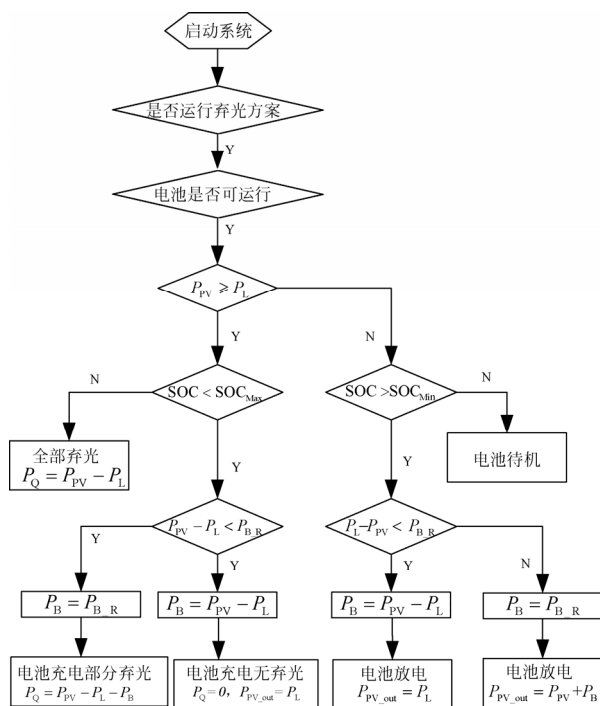 启动系统
是否运行弃光方案
Y
电池是否可运行
Y
P_PV ≥ P_L
Y
N
N
SOC < SOC_Max
SOC >SOC_Min
N
全部弃光
P_Q = P_PV − P_L
电池待机
Y
Y
Y
P_PV − P_L < P_B_R
P_L−P_PV < P_B_R
Y
Y
N
P_B = P_B_R
P_B = P_PV − P_L
P_B = P_PV − P_L
P_B = P_B_R
电池充电部分弃光
P_Q = P_PV − P_L − P_B
电池充电无弃光
P_Q = 0, P_PV_out = P_L
电池放电
P_PV_out = P_L
电池放电
P_PV_out = P_PV + P_B